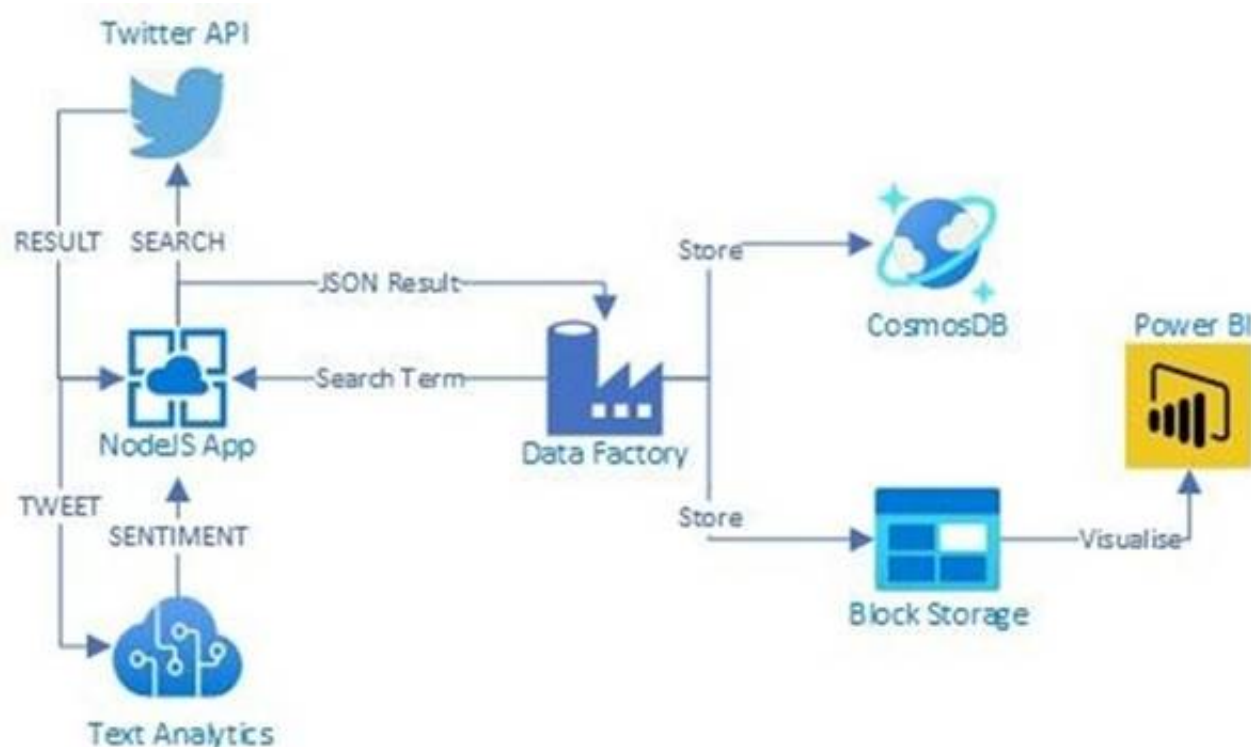 Twitter API
RESULT
SEARCH
JSON Result
Store
CosmosDB
Power BI
Search Term
NodeJS App
Data Factory
TWEET
SENTIMENT
Store
Visualise
Block Storage
Text Analytics